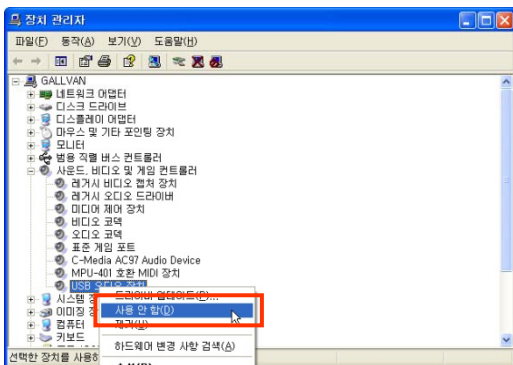 장치 관리자
파일(F) 동작(A) 보기(V) 도움말(H)
GALLVAN
네트워크 어댑터
디스크 드라이브
디스플레이 어댑터
마우스 및 기타 포인팅 장치
모니터
범용 직렬 버스 컨트롤러
사운드, 비디오 및 게임 컨트롤러
레거시 비디오 캡처 장치
레거시 오디오 드라이버
미디어 제어 장치
비디오 코덱
오디오 코덱
표준 게임 포트
C-Media AC97 Audio Device
MPU-401 호환 MIDI 장치
USB 오디오 장치
드라이버 업데이트(P)...
시스템 장
사용 안 함(D)
이미징 장
제거(U)
컴퓨터
키보드
하드웨어 변경 사항 검색(A)
선택한 장치를 사용하